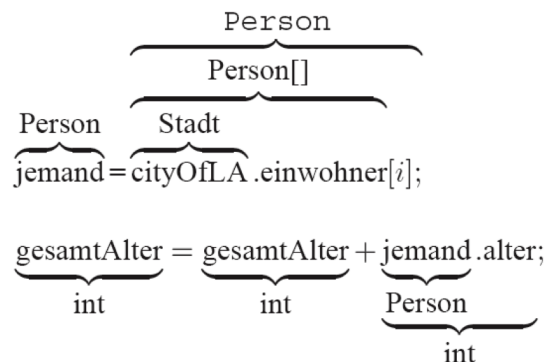 Person
Person[]
Person Stadt
jemand = cityOfLA .einwohner[i];
gesamtAlter = gesamtAlter + jemand .alter;
int int Person
int